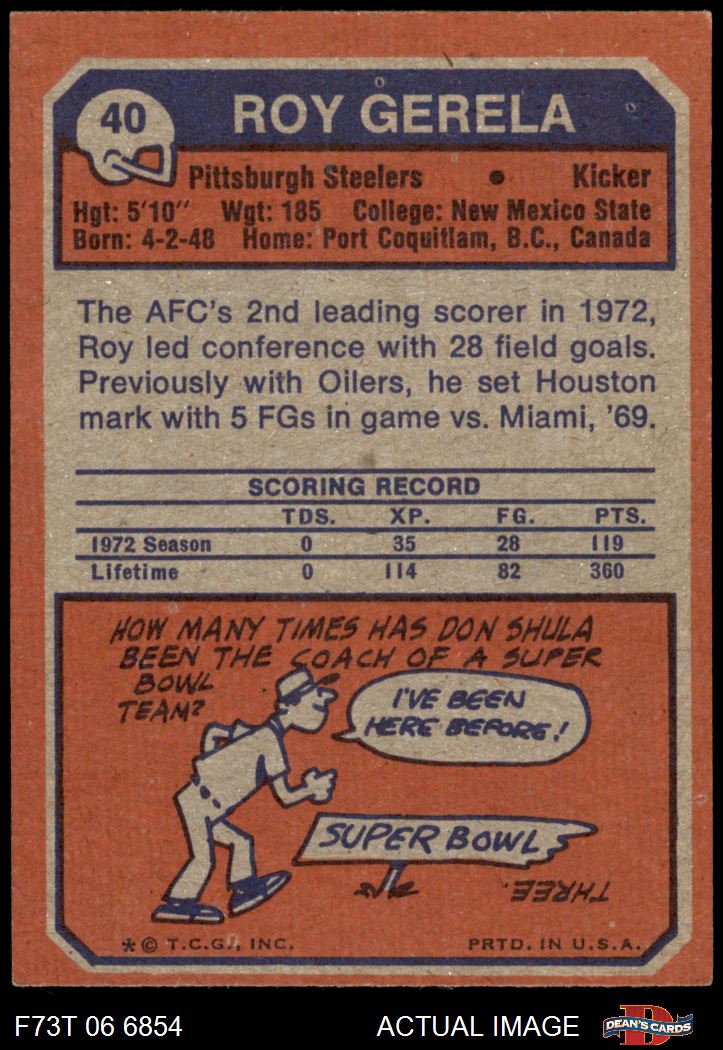 40
ROY GERELA
Pittsburgh Steelers • Kicker
Hgt: 5'10" Wgt: 185 College: New Mexico State
Born: 4-2-48 Home: Port Coquitlam, B.C., Canada
The AFC's 2nd leading scorer in 1972,
Roy led conference with 28 field goals.
Previously with Oilers, he set Houston
mark with 5 FGs in game vs. Miami, '69.
SCORING RECORD
TDS. XP. FG. PTS.
1972 Season 0 35 28 119
Lifetime 0 114 82 360
HOW MANY TIMES HAS DON SHULA
BEEN THE COACH OF A SUPER
BOWL
TEAM?
I'VE BEEN
HERE BEFORE!
SUPER BOWL
THREE.
*© T.C.G., INC. PRTD. IN U.S.A.
F73T 06 6854 ACTUAL IMAGE
D
DEAN'S CARDS